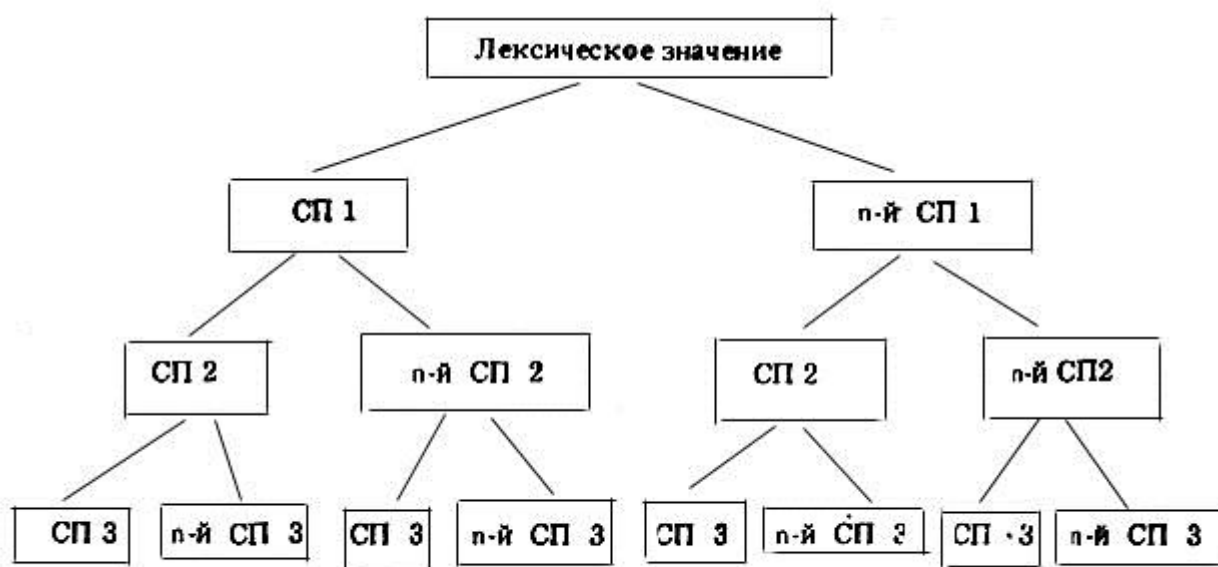 Лексическое значение
СП 1
n-й СП 1
СП 2
n-й СП 2
СП 2
n-й СП2
СП 3
n-й СП 3
СП 3
n-й СП 3
СП 3
n-й СП 3
СП 3
n-й СП 3